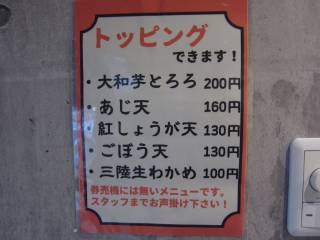 トッピング
できます！
・大和芋とろろ 200円
・あじ天 160円
・紅しょうが天 130円
・ごぼう天 130円
・三陸生わかめ 100円
券売機には無いメニューです。
スタッフまでお声掛け下さい！